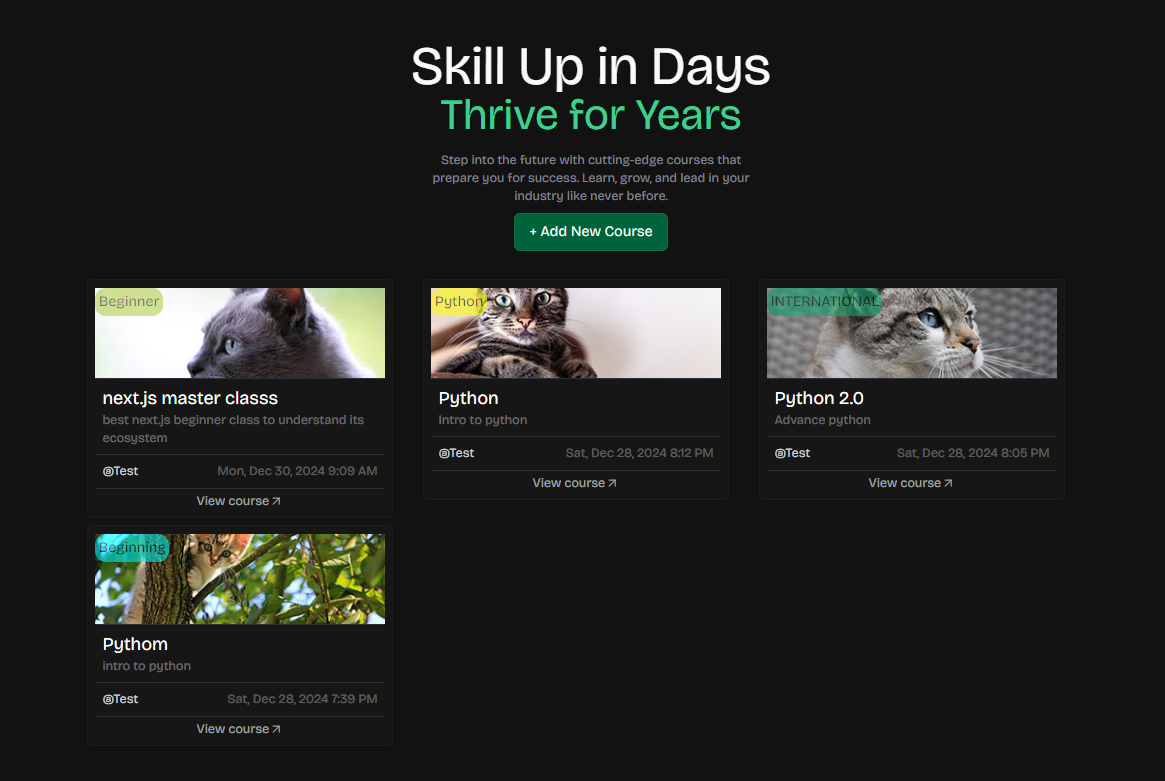 Skill Up in Days
Thrive for Years
Step into the future with cutting-edge courses that
prepare you for success. Learn, grow, and lead in your
industry like never before.
+ Add New Course
Beginner
next.js master classs
best next.js beginner class to understand its
ecosystem
@Test Mon, Dec 30, 2024 9:09 AM
View course ↗
Python
Python
Intro to python
@Test Sat, Dec 28, 2024 8:12 PM
View course ↗
INTERNATIONAL
Python 2.0
Advance python
@Test Sat, Dec 28, 2024 8:05 PM
View course ↗
Beginning
Pythom
intro to python
@Test Sat, Dec 28, 2024 7:39 PM
View course ↗